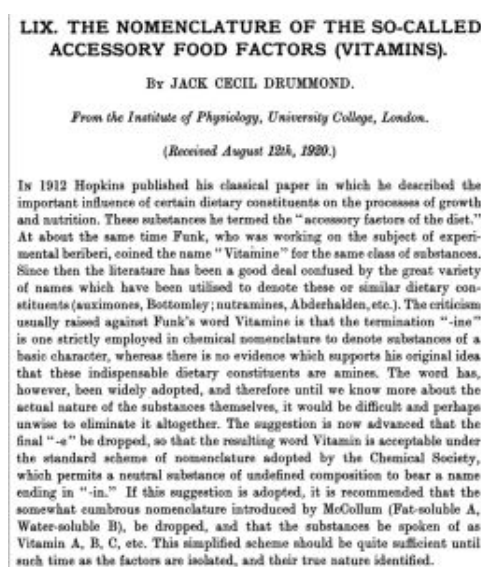 LIX. THE NOMENCLATURE OF THE SO-CALLED
ACCESSORY FOOD FACTORS (VITAMINS).
By JACK CECIL DRUMMOND.
From the Institute of Physiology, University College, London.
(Received August 12th, 1920.)
In 1912 Hopkins published his classical paper in which he described the
important influence of certain dietary constituents on the processes of growth
and nutrition. These substances he termed the "accessory factors of the diet."
At about the same time Funk, who was working on the subject of experi-
mental beriberi, coined the name "Vitamine" for the same class of substances.
Since then the literature has been a good deal confused by the great variety
of names which have been utilised to denote these or similar dietary con-
stituents (auximones, Bottomley; nutramines, Abderhalden, etc.). The criticism
usually raised against Funk's word Vitamine is that the termination "-ine"
is one strictly employed in chemical nomenclature to denote substances of a
basic character, whereas there is no evidence which supports his original idea
that these indispensable dietary constituents are amines. The word has,
however, been widely adopted, and therefore until we know more about the
actual nature of the substances themselves, it would be difficult and perhaps
unwise to eliminate it altogether. The suggestion is now advanced that the
final "-e" be dropped, so that the resulting word Vitamin is acceptable under
the standard scheme of nomenclature adopted by the Chemical Society,
which permits a neutral substance of undefined composition to bear a name
ending in "-in." If this suggestion is adopted, it is recommended that the
somewhat cumbrous nomenclature introduced by McCollum (Fat-soluble A,
Water-soluble B), be dropped, and that the substances be spoken of as
Vitamin A, B, C, etc. This simplified scheme should be quite sufficient until
such time as the factors are isolated, and their true nature identified.